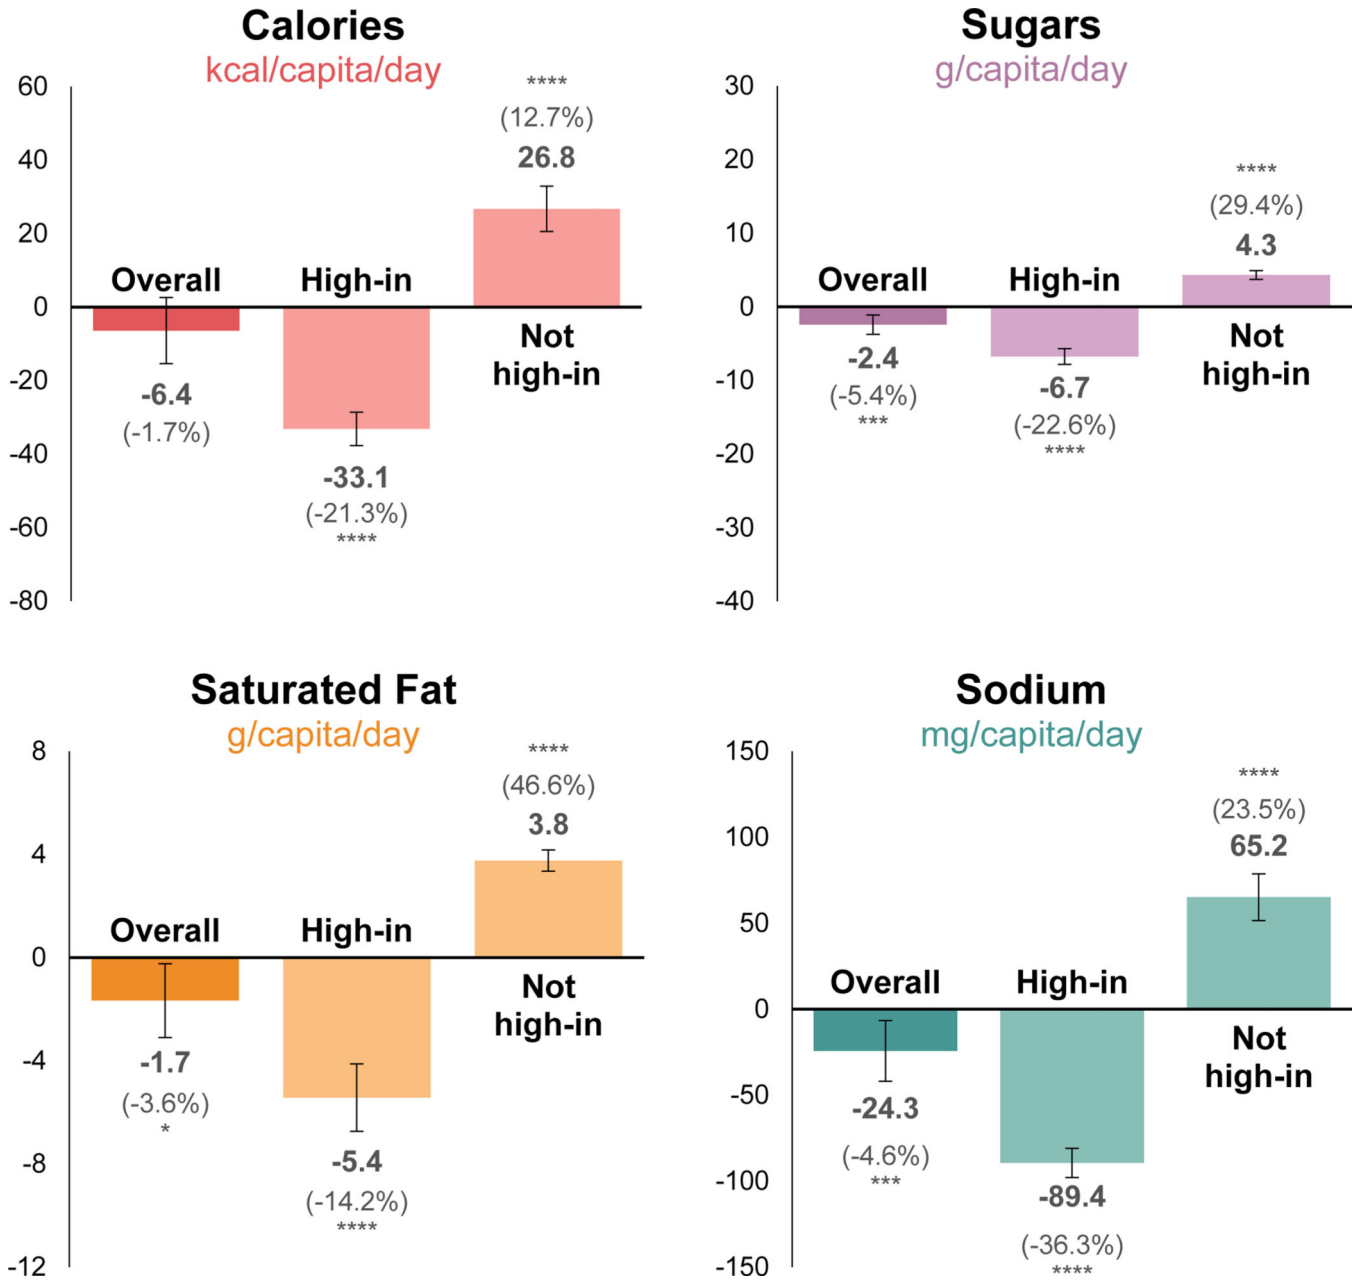 Calories
kcal/capita/day
60
40
20
0
-20
-40
-60
-80
Overall
-6.4
(-1.7%)
High-in
-33.1
(-21.3%)
****
****
(12.7%)
26.8
Not
high-in
Sugars
g/capita/day
30
20
10
0
-10
-20
-30
-40
Overall
-2.4
(-5.4%)
***
High-in
-6.7
(-22.6%)
****
****
(29.4%)
4.3
Not
high-in
Saturated Fat
g/capita/day
8
4
0
-4
-8
-12
Overall
-1.7
(-3.6%)
*
High-in
-5.4
(-14.2%)
****
****
(46.6%)
3.8
Not
high-in
Sodium
mg/capita/day
150
100
50
0
-50
-100
-150
Overall
-24.3
(-4.6%)
***
High-in
-89.4
(-36.3%)
****
****
(23.5%)
65.2
Not
high-in